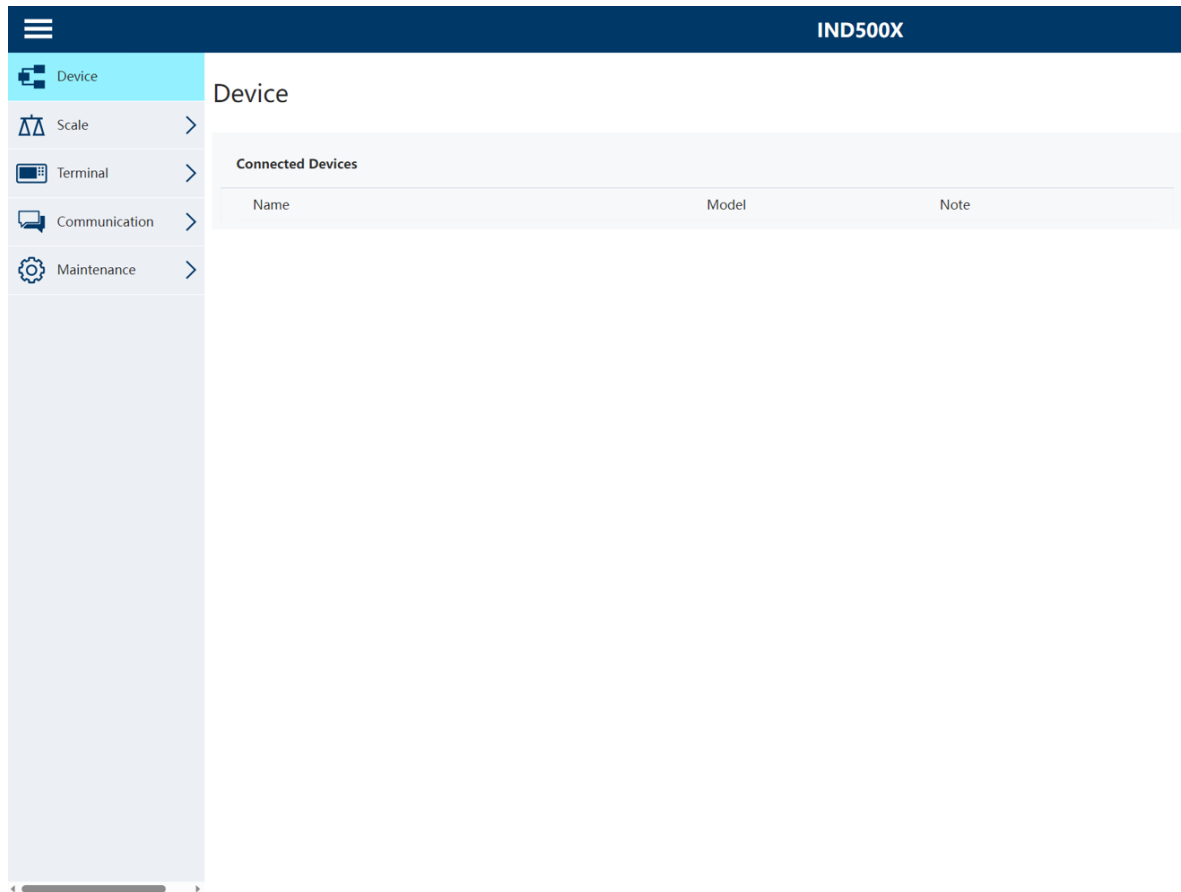 IND500X
Device
Scale
Terminal
Communication
Maintenance
Device
Connected Devices
Name Model Note